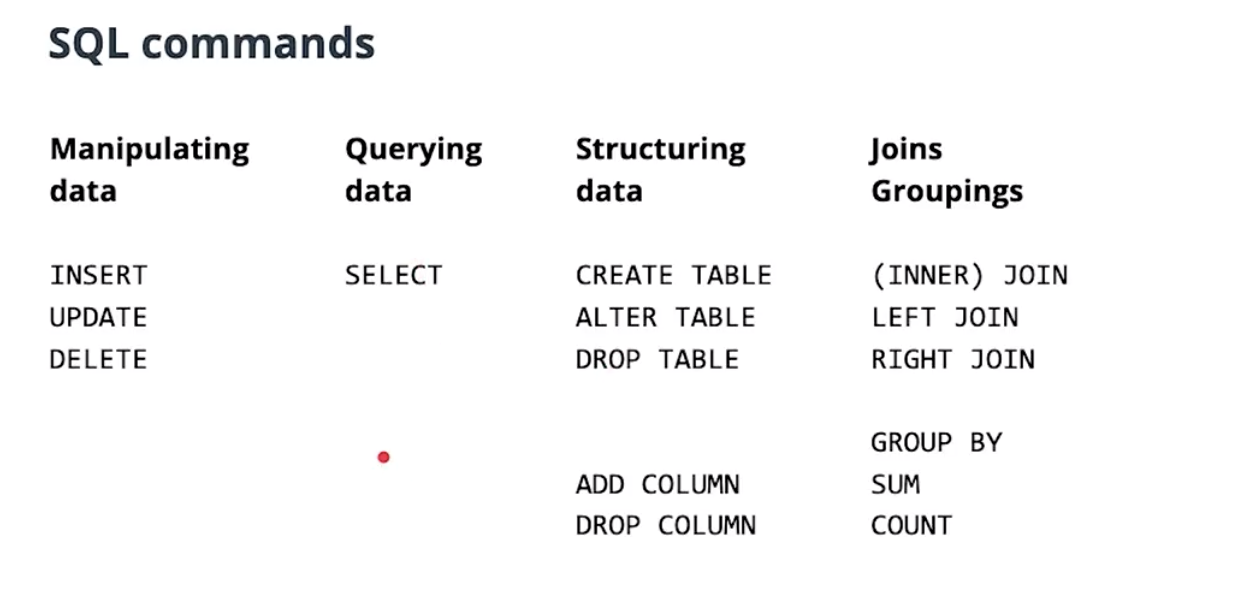 SQL commands
Manipulating
data
INSERT
UPDATE
DELETE
Querying
data
SELECT
Structuring
data
CREATE TABLE
ALTER TABLE
DROP TABLE
ADD COLUMN
DROP COLUMN
Joins
Groupings
(INNER) JOIN
LEFT JOIN
RIGHT JOIN
GROUP BY
SUM
COUNT